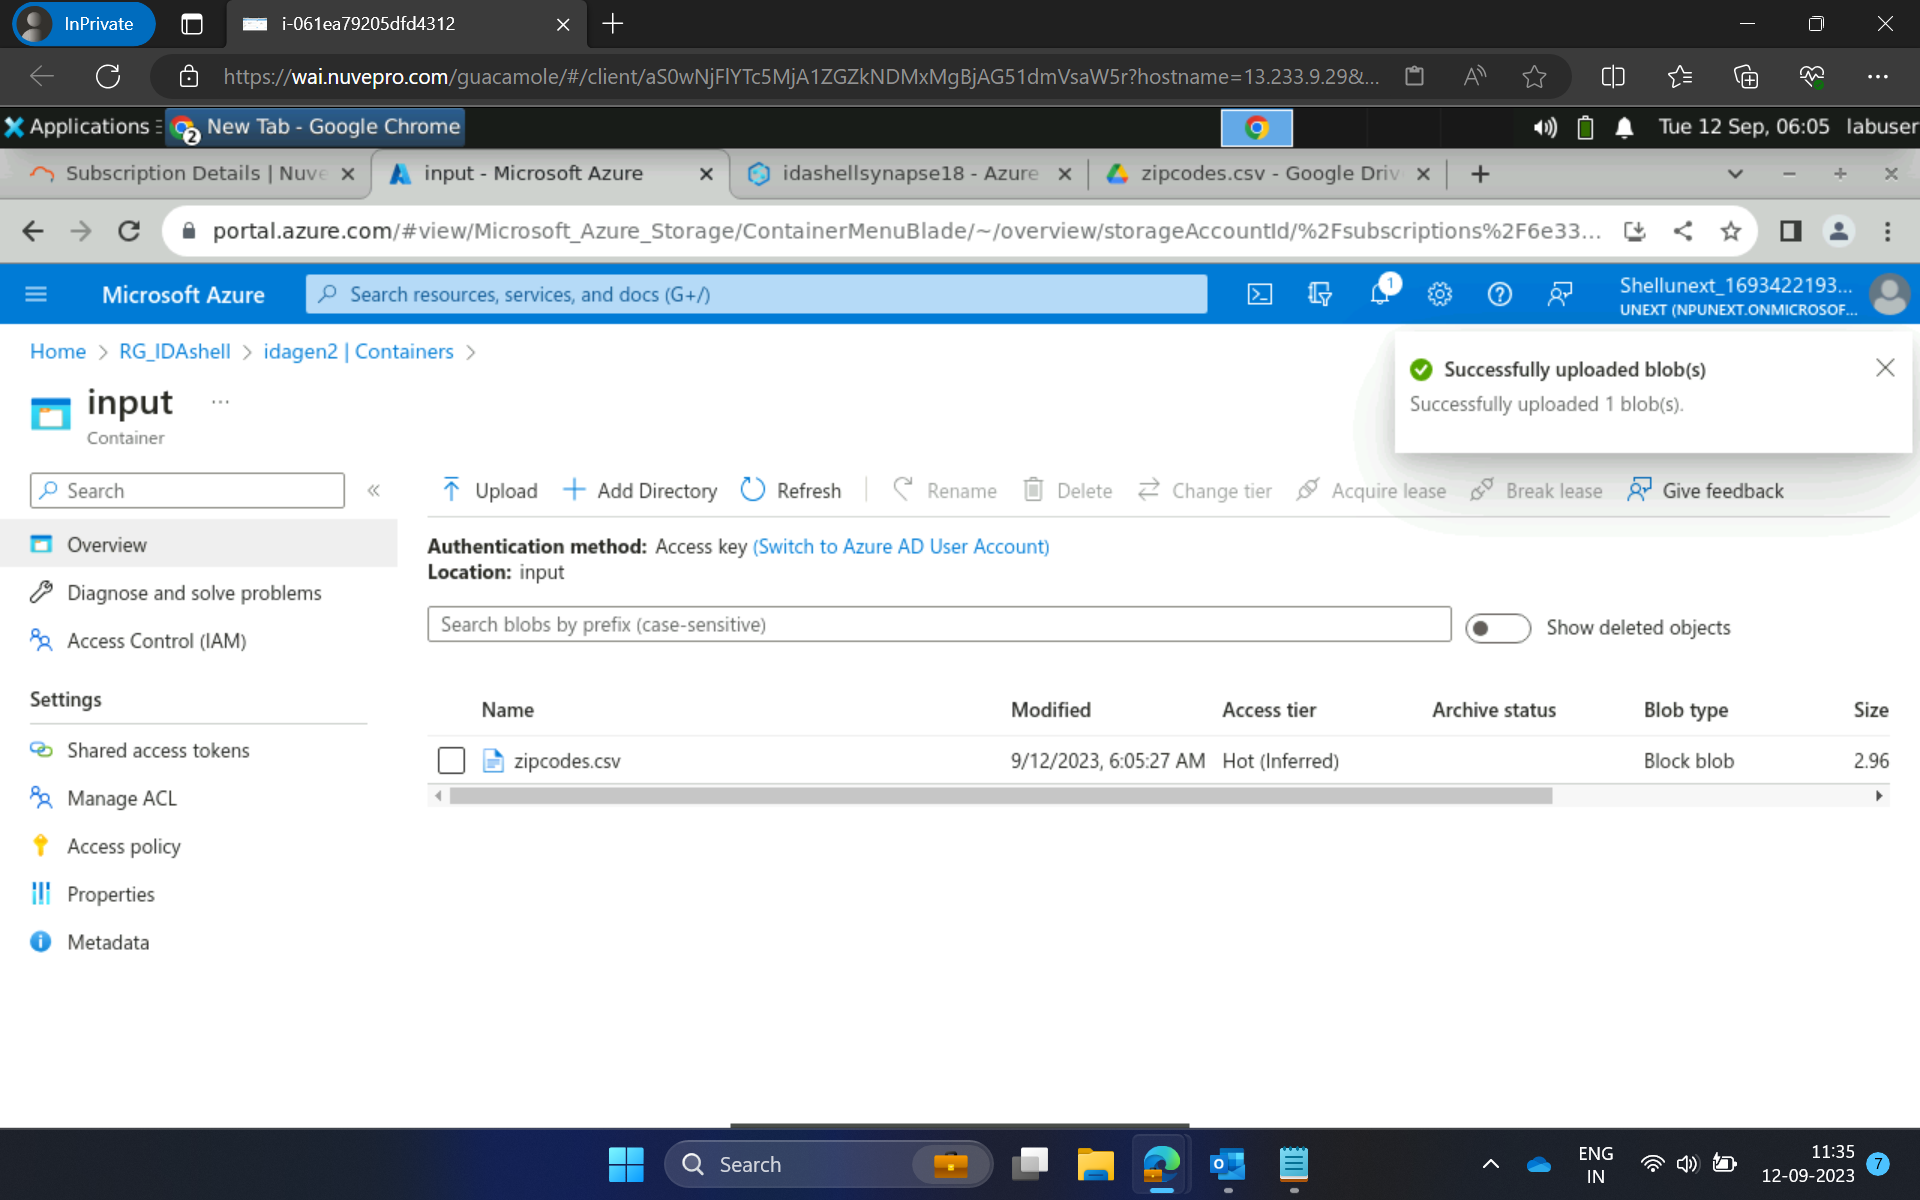 InPrivate
i-061ea79205dfd4312
https://wai.nuvepro.com/guacamole/#/client/aS0wNjFlYTc5MjA1ZGZkNDMxMgBjAG51dmVsaW5r?hostname=13.233.9.29&...
Applications
2
New Tab - Google Chrome
Tue 12 Sep, 06:05
labuser
Subscription Details | Nuve
input - Microsoft Azure
idashellsynapse18 - Azure
zipcodes.csv - Google Driv
portal.azure.com/#view/Microsoft_Azure_Storage/ContainerMenuBlade/~/overview/storageAccountId/%2Fsubscriptions%2F6e33...
Microsoft Azure
Search resources, services, and docs (G+/)
1
Shellunext_1693422193...
UNEXT (NPUNEXT.ONMICROSOF...
Home > RG_IDAshell > idagen2 | Containers >
Successfully uploaded blob(s)
Successfully uploaded 1 blob(s).
input ...
Container
Search
«
Upload
Add Directory
Refresh
Rename
Delete
Change tier
Acquire lease
Break lease
Give feedback
Overview
Diagnose and solve problems
Access Control (IAM)
Settings
Shared access tokens
Manage ACL
Access policy
Properties
Metadata
Authentication method: Access key (Switch to Azure AD User Account)
Location: input
Search blobs by prefix (case-sensitive)
Show deleted objects
Name Modified Access tier Archive status Blob type Size
zipcodes.csv 9/12/2023, 6:05:27 AM Hot (Inferred) Block blob 2.96
Search
ENG
IN
11:35
12-09-2023
7